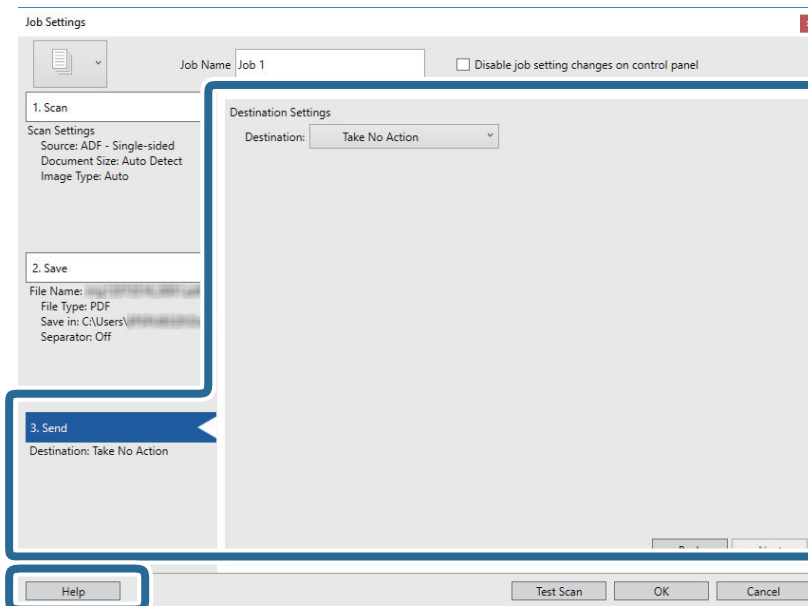 Job Settings
Job Name Job 1
Disable job setting changes on control panel
1. Scan
Scan Settings
Source: ADF - Single-sided
Document Size: Auto Detect
Image Type: Auto
2. Save
File Name:
File Type: PDF
Save in: C:\Users\
Separator: Off
3. Send
Destination: Take No Action
Destination Settings
Destination: Take No Action
Help
Test Scan
OK
Cancel